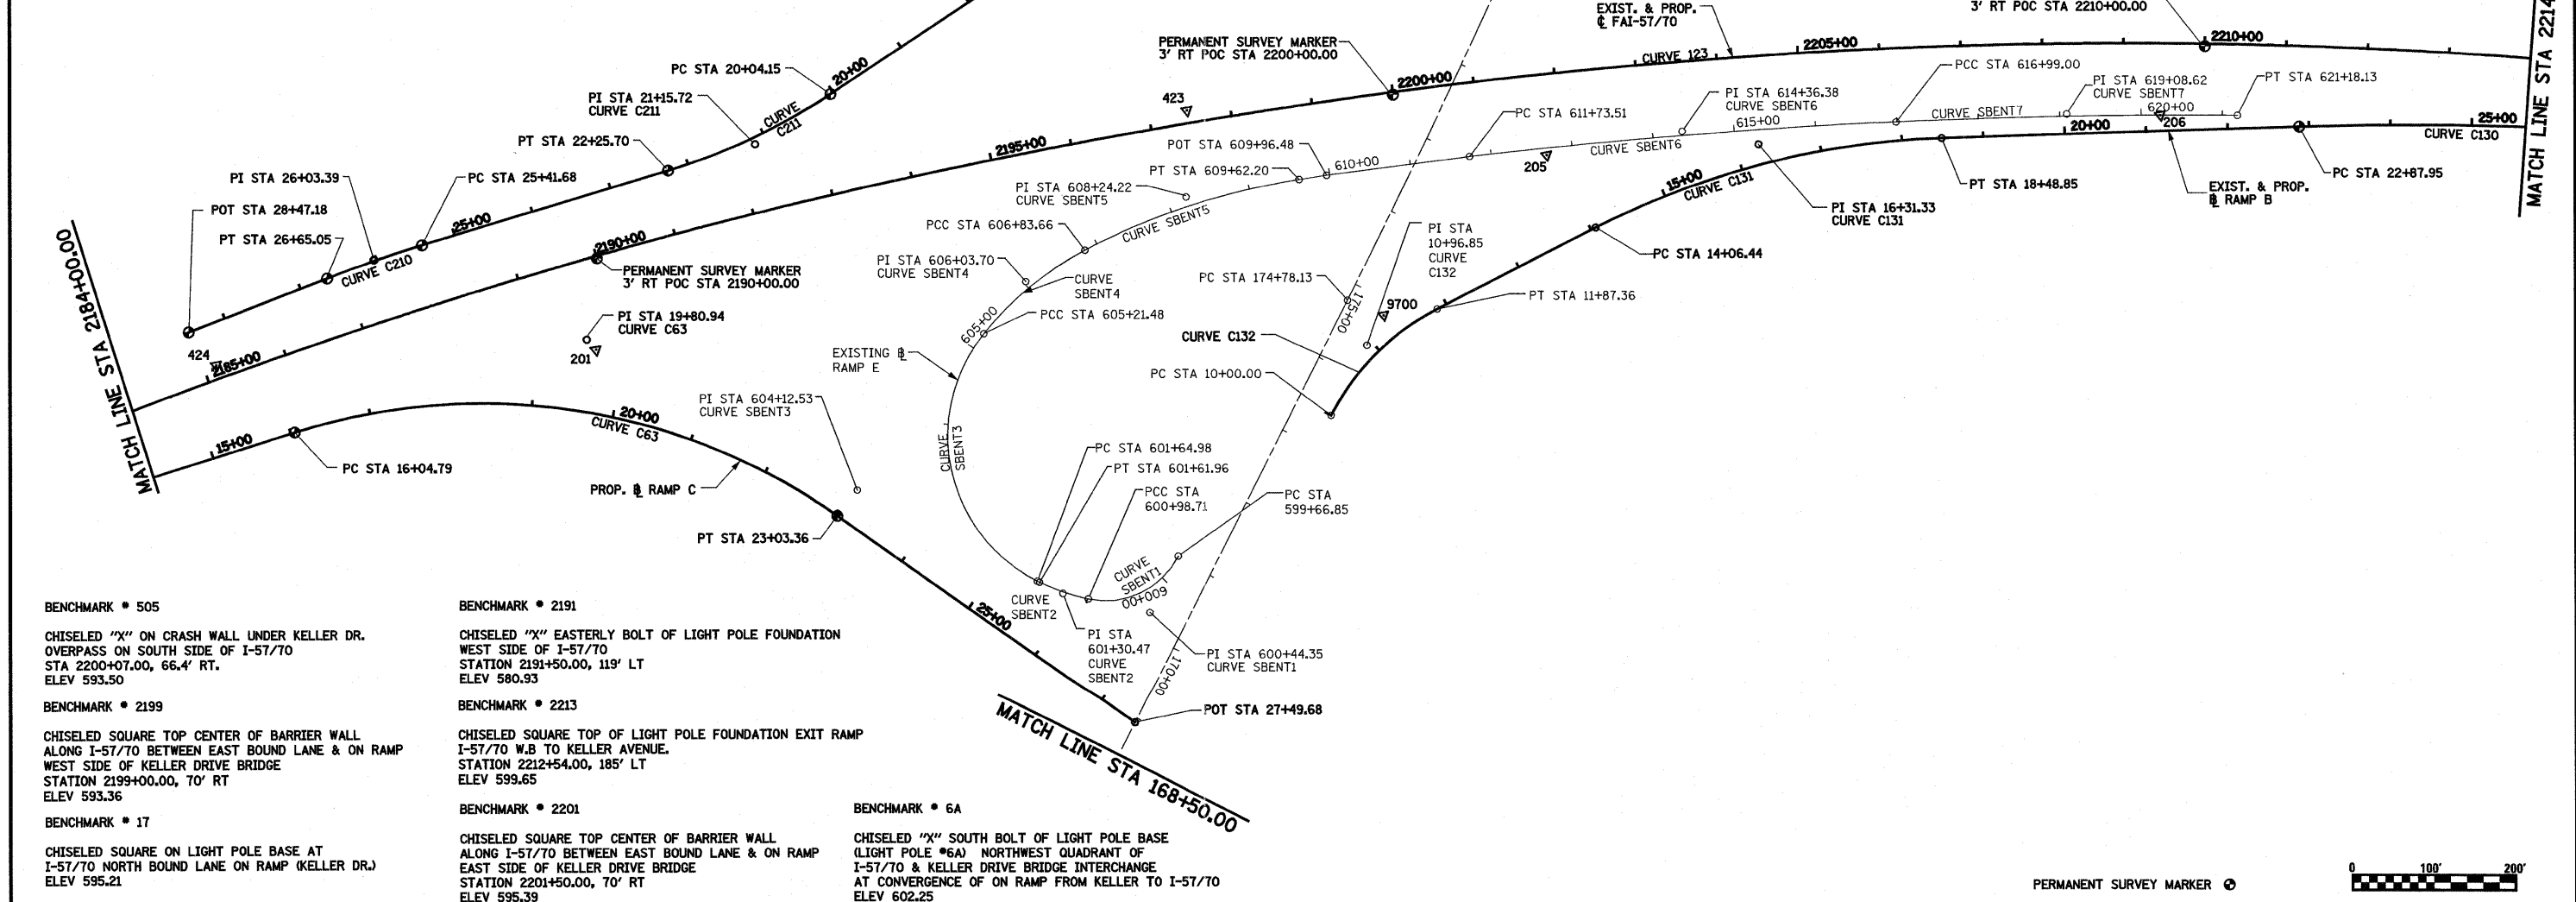 EXIST. & PROP.
℄ FAI-57/70
3' RT POC STA 2210+00.00
MATCH LINE STA 2214
PERMANENT SURVEY MARKER
3' RT POC STA 2200+00.00
CURVE 123
2205+00
2210+00
PC STA 20+04.15
20+00
2200+00
PCC STA 616+99.00
PI STA 21+15.72
CURVE C211
CURVE
C211
423
PI STA 614+36.38
CURVE SBENT6
PI STA 619+08.62
CURVE SBENT7
PT STA 621+18.13
PC STA 611+73.51
615+00
CURVE SBENT7
620+00
206
20+00
25+00
CURVE C130
PT STA 22+25.70
2195+00
POT STA 609+96.48
610+00
205
CURVE SBENT6
PT STA 609+62.20
PI STA 26+03.39
PC STA 25+41.68
PI STA 608+24.22
CURVE SBENT5
15+00
CURVE C131
PT STA 18+48.85
EXIST. & PROP.
B RAMP B
PC STA 22+87.95
POT STA 28+47.18
25+00
PI STA 16+31.33
CURVE C131
PT STA 26+65.05
2190+00
PCC STA 606+83.66
CURVE SBENT5
PI STA
10+96.85
CURVE
C132
PC STA 14+06.44
CURVE C210
PERMANENT SURVEY MARKER
3' RT POC STA 2190+00.00
PI STA 606+03.70
CURVE SBENT4
CURVE
SBENT4
PC STA 174+78.13
175+00
9700
PT STA 11+87.36
MATCH LINE STA 2184+00.00
PI STA 19+80.94
CURVE C63
605+00
PCC STA 605+21.48
CURVE C132
424
2185+00
201
EXISTING B
RAMP E
PC STA 10+00.00
PI STA 604+12.53
CURVE SBENT3
20+00
CURVE C63
15+00
CURVE
SBENT3
PC STA 601+64.98
PC STA 16+04.79
PT STA 601+61.96
PROP. B RAMP C
PCC STA
600+98.71
PC STA
599+66.85
PT STA 23+03.36
CURVE
SBENT1
600+00
CURVE
SBENT2
25+00
PI STA
601+30.47
CURVE
SBENT2
PI STA 600+44.35
CURVE SBENT1
170+00
POT STA 27+49.68
MATCH LINE STA 168+50.00
BENCHMARK # 505
CHISELED "X" ON CRASH WALL UNDER KELLER DR.
OVERPASS ON SOUTH SIDE OF I-57/70
STA 2200+07.00, 66.4' RT.
ELEV 593.50
BENCHMARK # 2199
CHISELED SQUARE TOP CENTER OF BARRIER WALL
ALONG I-57/70 BETWEEN EAST BOUND LANE & ON RAMP
WEST SIDE OF KELLER DRIVE BRIDGE
STATION 2199+00.00, 70' RT
ELEV 593.36
BENCHMARK # 17
CHISELED SQUARE ON LIGHT POLE BASE AT
I-57/70 NORTH BOUND LANE ON RAMP (KELLER DR.)
ELEV 595.21
BENCHMARK # 2191
CHISELED "X" EASTERLY BOLT OF LIGHT POLE FOUNDATION
WEST SIDE OF I-57/70
STATION 2191+50.00, 119' LT
ELEV 580.93
BENCHMARK # 2213
CHISELED SQUARE TOP OF LIGHT POLE FOUNDATION EXIT RAMP
I-57/70 W.B TO KELLER AVENUE.
STATION 2212+54.00, 185' LT
ELEV 599.65
BENCHMARK # 2201
CHISELED SQUARE TOP CENTER OF BARRIER WALL
ALONG I-57/70 BETWEEN EAST BOUND LANE & ON RAMP
EAST SIDE OF KELLER DRIVE BRIDGE
STATION 2201+50.00, 70' RT
ELEV 595.39
BENCHMARK # 6A
CHISELED "X" SOUTH BOLT OF LIGHT POLE BASE
(LIGHT POLE #6A) NORTHWEST QUADRANT OF
I-57/70 & KELLER DRIVE BRIDGE INTERCHANGE
AT CONVERGENCE OF ON RAMP FROM KELLER TO I-57/70
ELEV 602.25
PERMANENT SURVEY MARKER
0 100' 200'